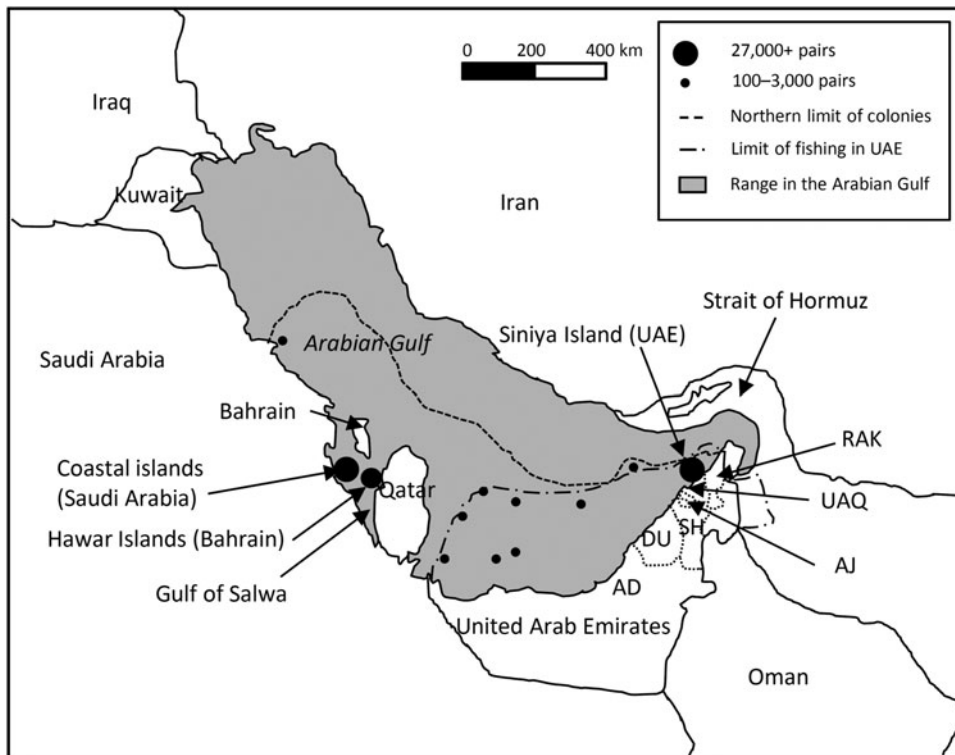 0 200 400 km
27,000+ pairs
100–3,000 pairs
Northern limit of colonies
Limit of fishing in UAE
Range in the Arabian Gulf
Iraq
Kuwait
Iran
Strait of Hormuz
Siniya Island (UAE)
Arabian Gulf
Saudi Arabia
Bahrain
RAK
Coastal islands
(Saudi Arabia)
Qatar
UAQ
Hawar Islands (Bahrain)
SH
DU
AJ
Gulf of Salwa
AD
United Arab Emirates
Oman